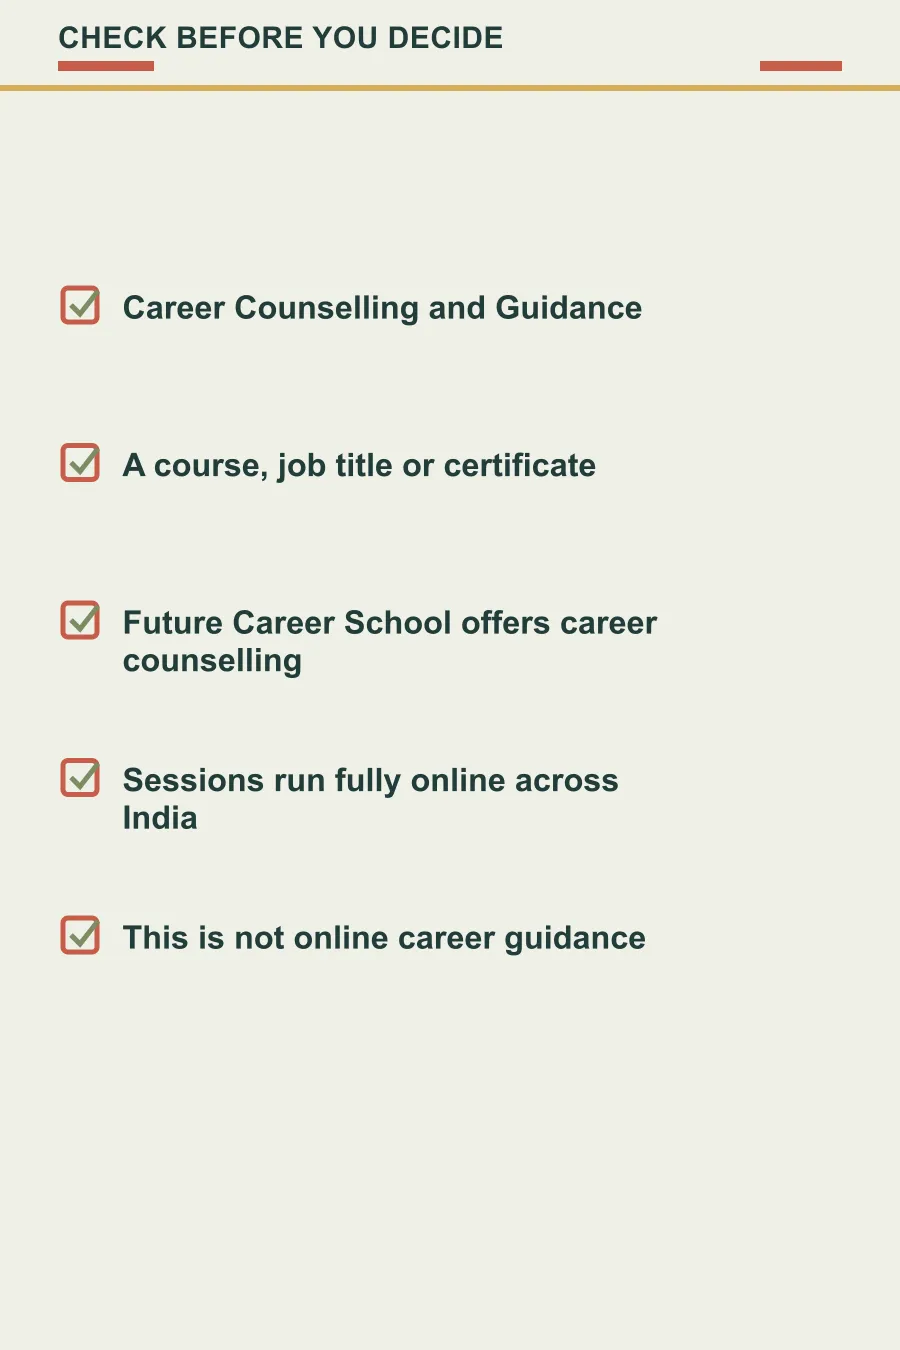 CHECK BEFORE YOU DECIDE
Career Counselling and Guidance
A course, job title or certificate
Future Career School offers career
counselling
Sessions run fully online across
India
This is not online career guidance